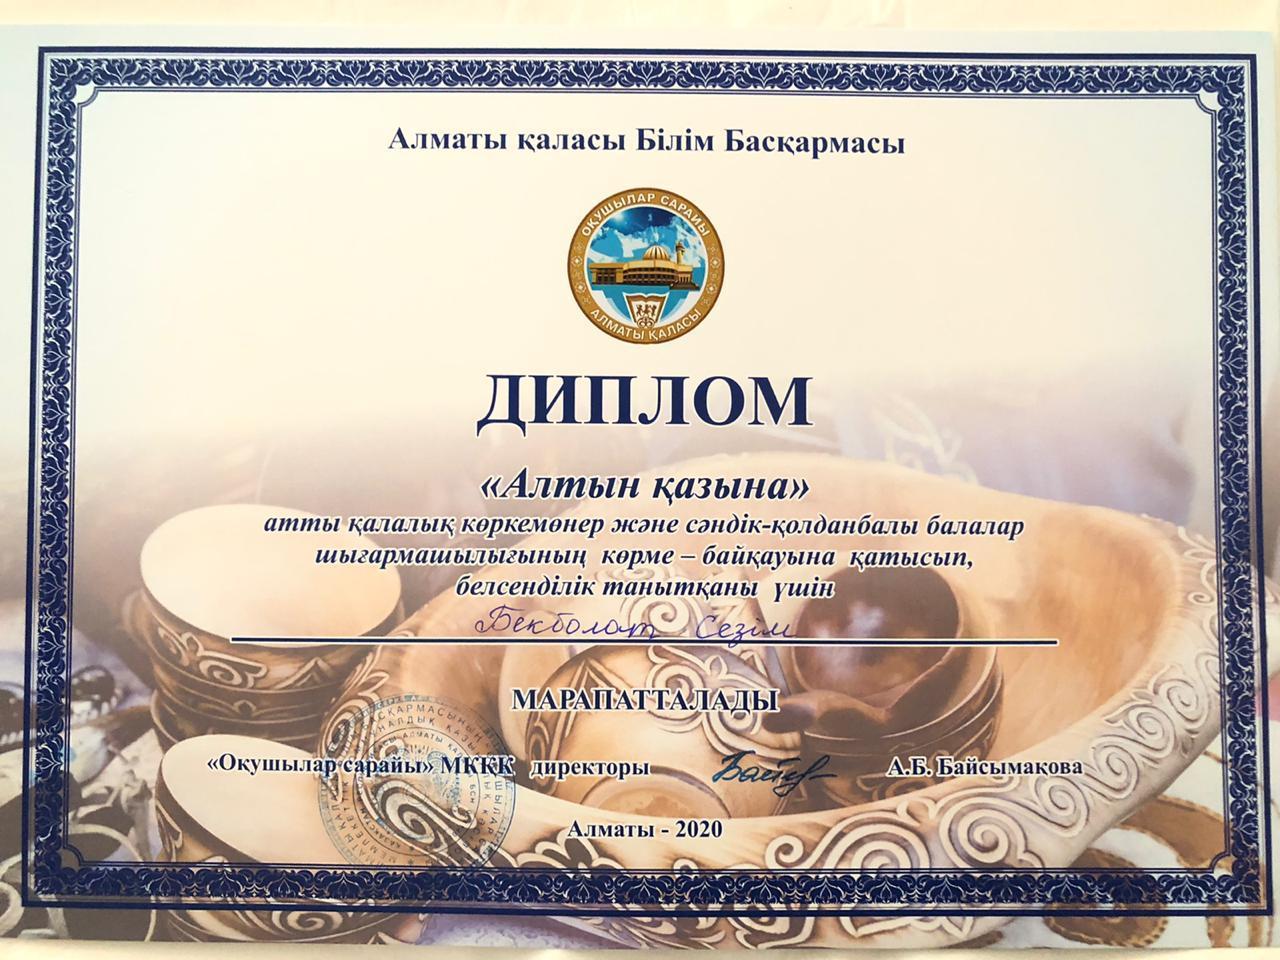 Алматы қаласы Білім Басқармасы
ОҚУШЫЛАР САРАЙЫ
АЛМАТЫ ҚАЛАСЫ
ДИПЛОМ
«Алтын қазына»
атты қалалық көркемөнер және сәндік-қолданбалы балалар
шығармашылығының көрме – байқауына қатысып,
белсенділік танытқаны үшін
Бекболат Сезім
МАРАПАТТАЛАДЫ
«Оқушылар сарайы» МКҚК директоры А.Б. Байсымақова
Алматы - 2020